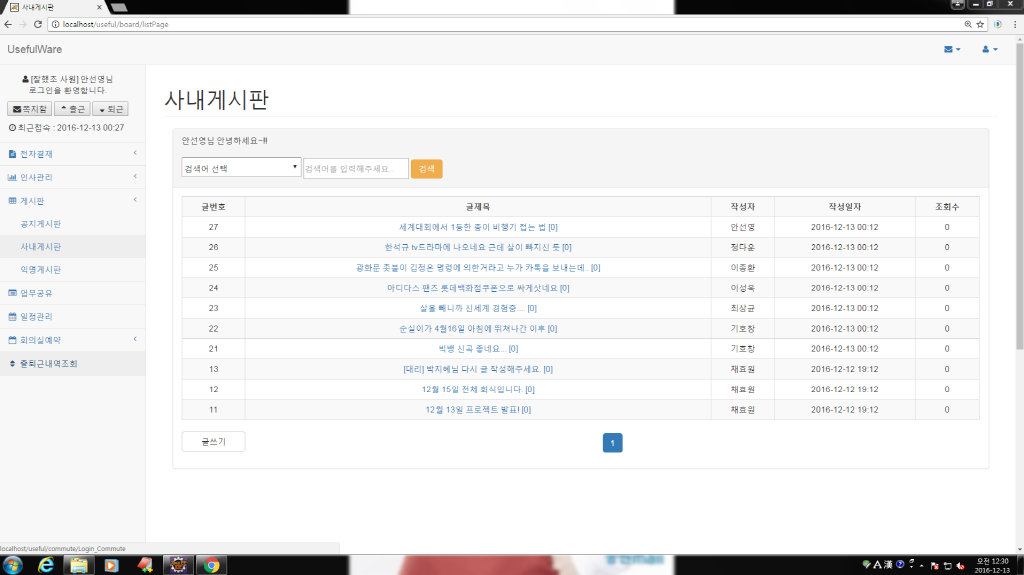 사내게시판
localhost/useful/board/listPage
UsefulWare
[잘했조 사원] 안선영님
로그인을 환영합니다.
쪽지함 출근 퇴근
최근접속 : 2016-12-13 00:27
전자결재
인사관리
게시판
공지게시판
사내게시판
익명게시판
업무공유
일정관리
회의실예약
출퇴근내역조회
사내게시판
안선영님 안녕하세요~!!
검색어 선택 검색어를 입력해주세요.. 검색
글번호 글제목 작성자 작성일자 조회수
27 세계대회에서 1등한 종이 비행기 접는 법 [0] 안선영 2016-12-13 00:12 0
26 한석규 tv드라마에 나오네요 근데 살이 빠지신 듯 [0] 정다운 2016-12-13 00:12 0
25 광화문 촛불이 김정은 명령에 의한거라고 누가 카톡을 보내는데.. [0] 이종환 2016-12-13 00:12 0
24 아디다스 팬츠 롯데백화점쿠폰으로 싸게삿네요 [0] 이성욱 2016-12-13 00:12 0
23 살을 빼니까 신세계 경험중.... [0] 최상균 2016-12-13 00:12 0
22 순실이가 4월16일 아침에 뛰쳐나간 이후 [0] 기호창 2016-12-13 00:12 0
21 빅뱅 신곡 좋네요... [0] 기호창 2016-12-13 00:12 0
13 [대리] 박지혜님 다시 글 작성해주세요. [0] 채효원 2016-12-12 19:12 0
12 12월 15일 전체 회식입니다. [0] 채효원 2016-12-12 19:12 0
11 12월 13일 프로젝트 발표! [0] 채효원 2016-12-12 19:12 0
글쓰기 1
localhost/useful/commute/Login_Commute
A 漢
오전 12:30
2016-12-13